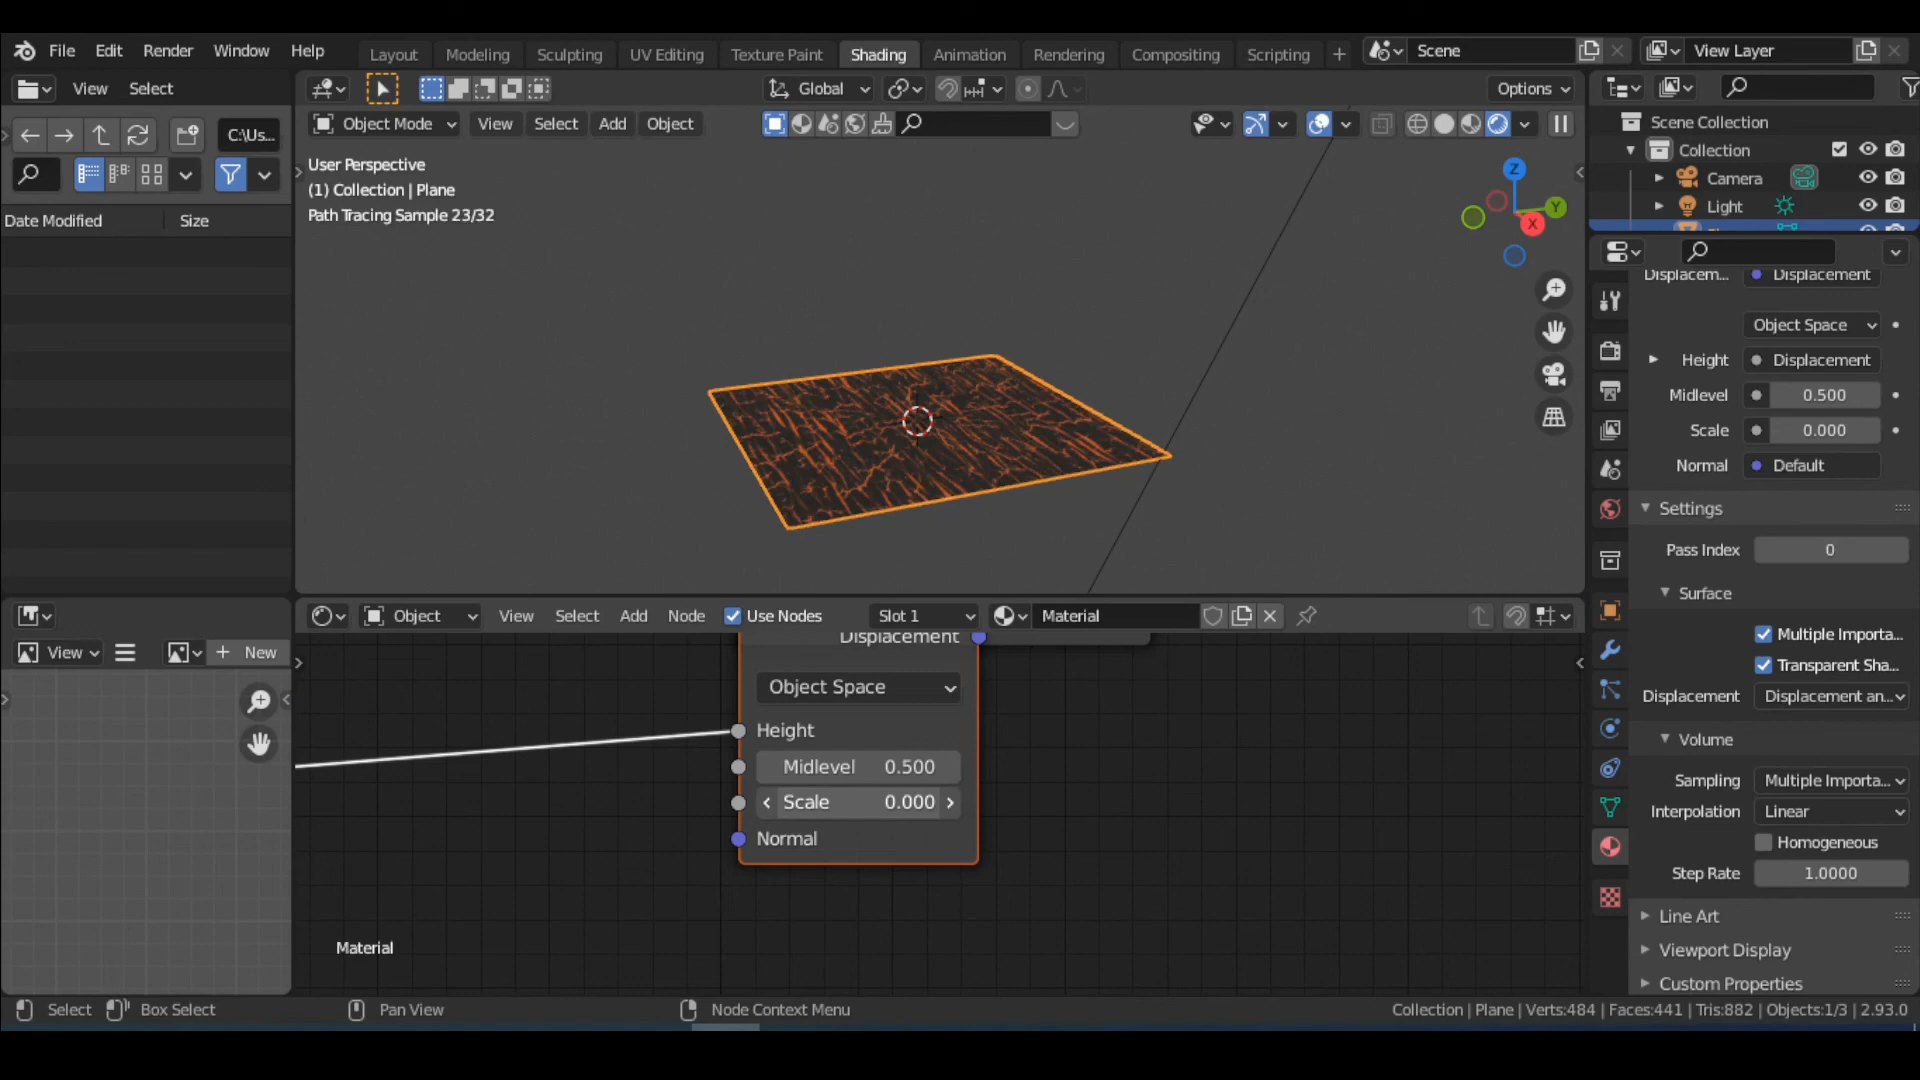 File Edit Render Window Help
Layout Modeling Sculpting UV Editing Texture Paint Shading Animation Rendering Compositing Scripting
Scene
View Layer
View Select
Global
Options
C:\Us...
Object Mode View Select Add Object
Scene Collection
Collection
Camera
Light
User Perspective
(1) Collection | Plane
Path Tracing Sample 23/32
Z
Y
X
Date Modified Size
Displacem... Displacement
Object Space
Height Displacement
Midlevel 0.500
Scale 0.000
Normal Default
Settings
Pass Index 0
Surface
Multiple Importa...
Transparent Sha...
Displacement Displacement an...
Volume
Sampling Multiple Importa...
Interpolation Linear
Homogeneous
Step Rate 1.0000
Line Art
Viewport Display
Custom Properties
Object View Select Add Node Use Nodes Slot 1 Material
View New
Displacement
Object Space
Height
Midlevel 0.500
Scale 0.000
Normal
Material
Select Box Select Pan View Node Context Menu
Collection | Plane | Verts:484 | Faces:441 | Tris:882 | Objects:1/3 | 2.93.0